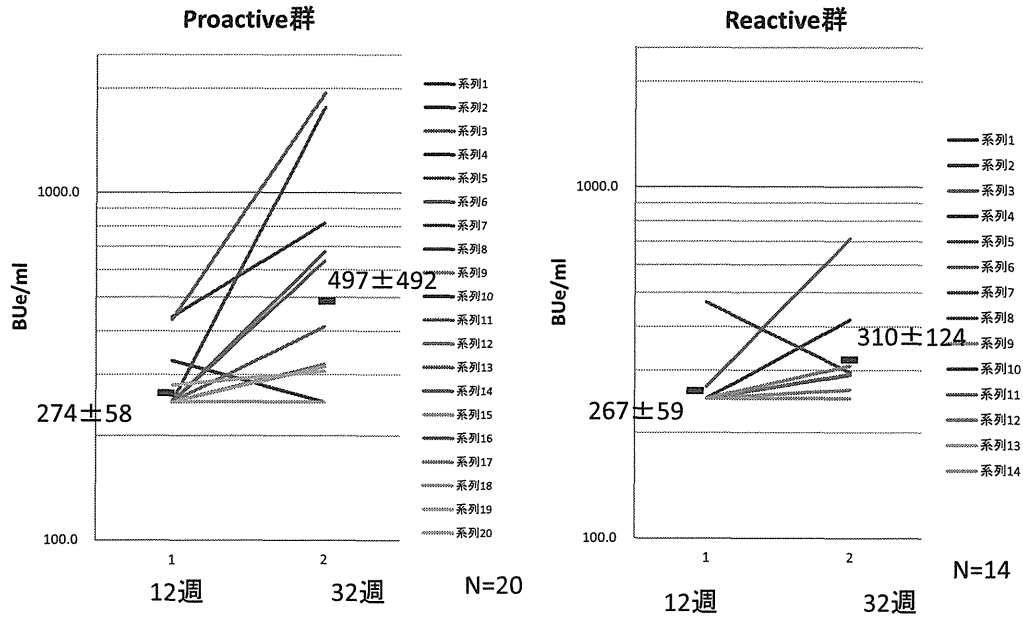 Proactive群
BUe/ml
1000.0
100.0
274±58
497±492
1
2
12週
32週
N=20
系列1
系列2
系列3
系列4
系列5
系列6
系列7
系列8
系列9
系列10
系列11
系列12
系列13
系列14
系列15
系列16
系列17
系列18
系列19
系列20
Reactive群
BUe/ml
1000.0
100.0
267±59
310±124
1
2
12週
32週
N=14
系列1
系列2
系列3
系列4
系列5
系列6
系列7
系列8
系列9
系列10
系列11
系列12
系列13
系列14